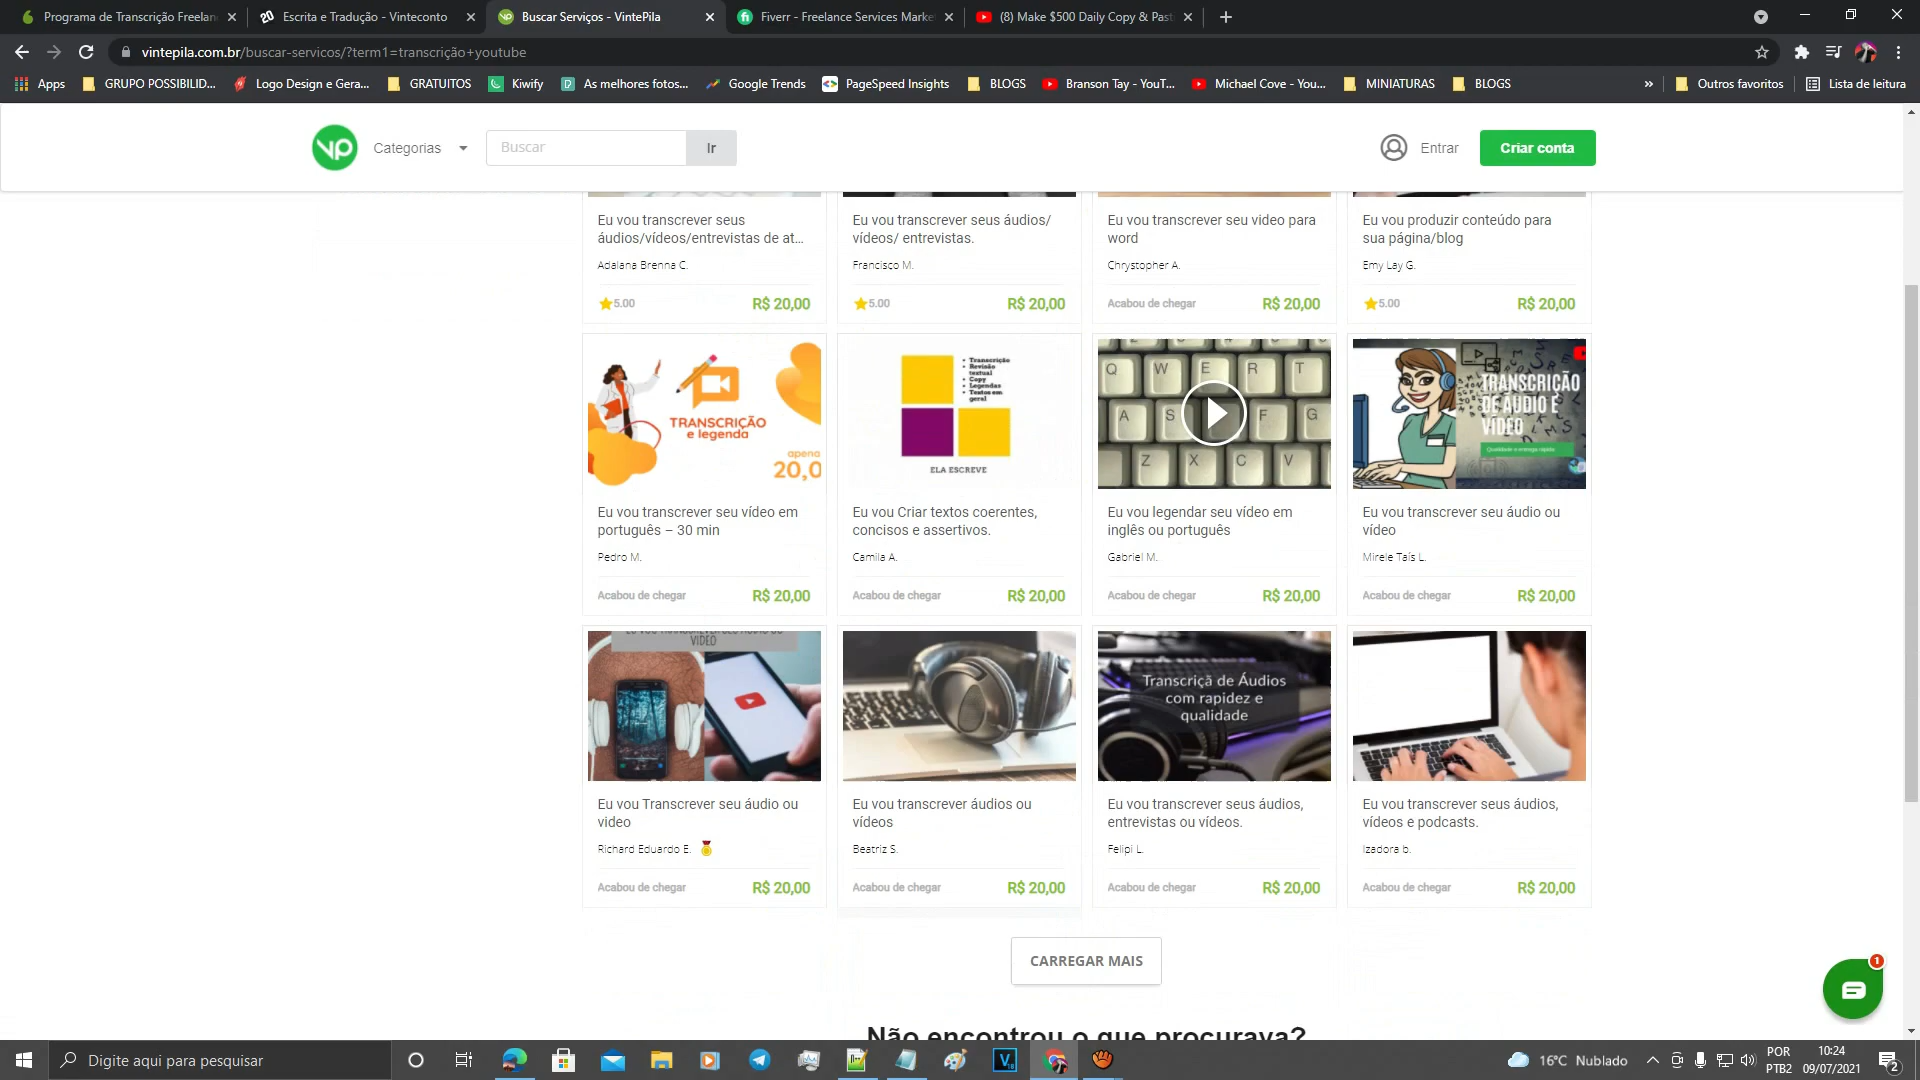 Programa de Transcrição Freelan
Escrita e Tradução - Vinteconto
Buscar Serviços - VintePila
Fiverr - Freelance Services Marke
(8) Make $500 Daily Copy & Past
vintepila.com.br/buscar-servicos/?term1=transcrição+youtube
Apps
GRUPO POSSIBILID...
Logo Design e Gera...
GRATUITOS
Kiwify
As melhores fotos...
Google Trends
PageSpeed Insights
BLOGS
Branson Tay - YouT...
Michael Cove - You...
MINIATURAS
BLOGS
»
Outros favoritos
Lista de leitura
vp
Categorias
Buscar
Ir
Entrar
Criar conta
Eu vou transcrever seus
áudios/vídeos/entrevistas de at...
Adaiana Brenna C.
5.00
R$ 20,00
Eu vou transcrever seus áudios/
vídeos/ entrevistas.
Francisco M.
5.00
R$ 20,00
Eu vou transcrever seu video para
word
Chrystopher A.
Acabou de chegar
R$ 20,00
Eu vou produzir conteúdo para
sua página/blog
Emy Lay G.
5.00
R$ 20,00
TRANSCRIÇÃO
e legenda
apena
20,0
Eu vou transcrever seu vídeo em
português – 30 min
Pedro M.
Acabou de chegar
R$ 20,00
• Transcrição
• Revisão
textual
• Copy
• Legendas
• Textos em
geral
ELA ESCREVE
Eu vou Criar textos coerentes,
concisos e assertivos.
Camila A.
Acabou de chegar
R$ 20,00
Q W E R T
A S F G
Z X C V
Eu vou legendar seu vídeo em
inglês ou português
Gabriel M.
Acabou de chegar
R$ 20,00
TRANSCRIÇÃO
DE ÁUDIO E
VÍDEO
Qualidade e entrega rápida
Eu vou transcrever seu áudio ou
vídeo
Mirele Taís L.
Acabou de chegar
R$ 20,00
EU VOU TRANSCREVER SEU ÁUDIO OU
VIDEO
Eu vou Transcrever seu áudio ou
video
Richard Eduardo E.
Acabou de chegar
R$ 20,00
Eu vou transcrever áudios ou
vídeos
Beatriz S.
Acabou de chegar
R$ 20,00
Transcriçã de Áudios
com rapidez e
qualidade
Eu vou transcrever seus áudios,
entrevistas ou vídeos.
Felipi L.
Acabou de chegar
R$ 20,00
Eu vou transcrever seus áudios,
vídeos e podcasts.
Izadora b.
Acabou de chegar
R$ 20,00
CARREGAR MAIS
1
Não encontrou o que procurava?
Digite aqui para pesquisar
16°C Nublado
POR
PTB2
10:24
09/07/2021
2